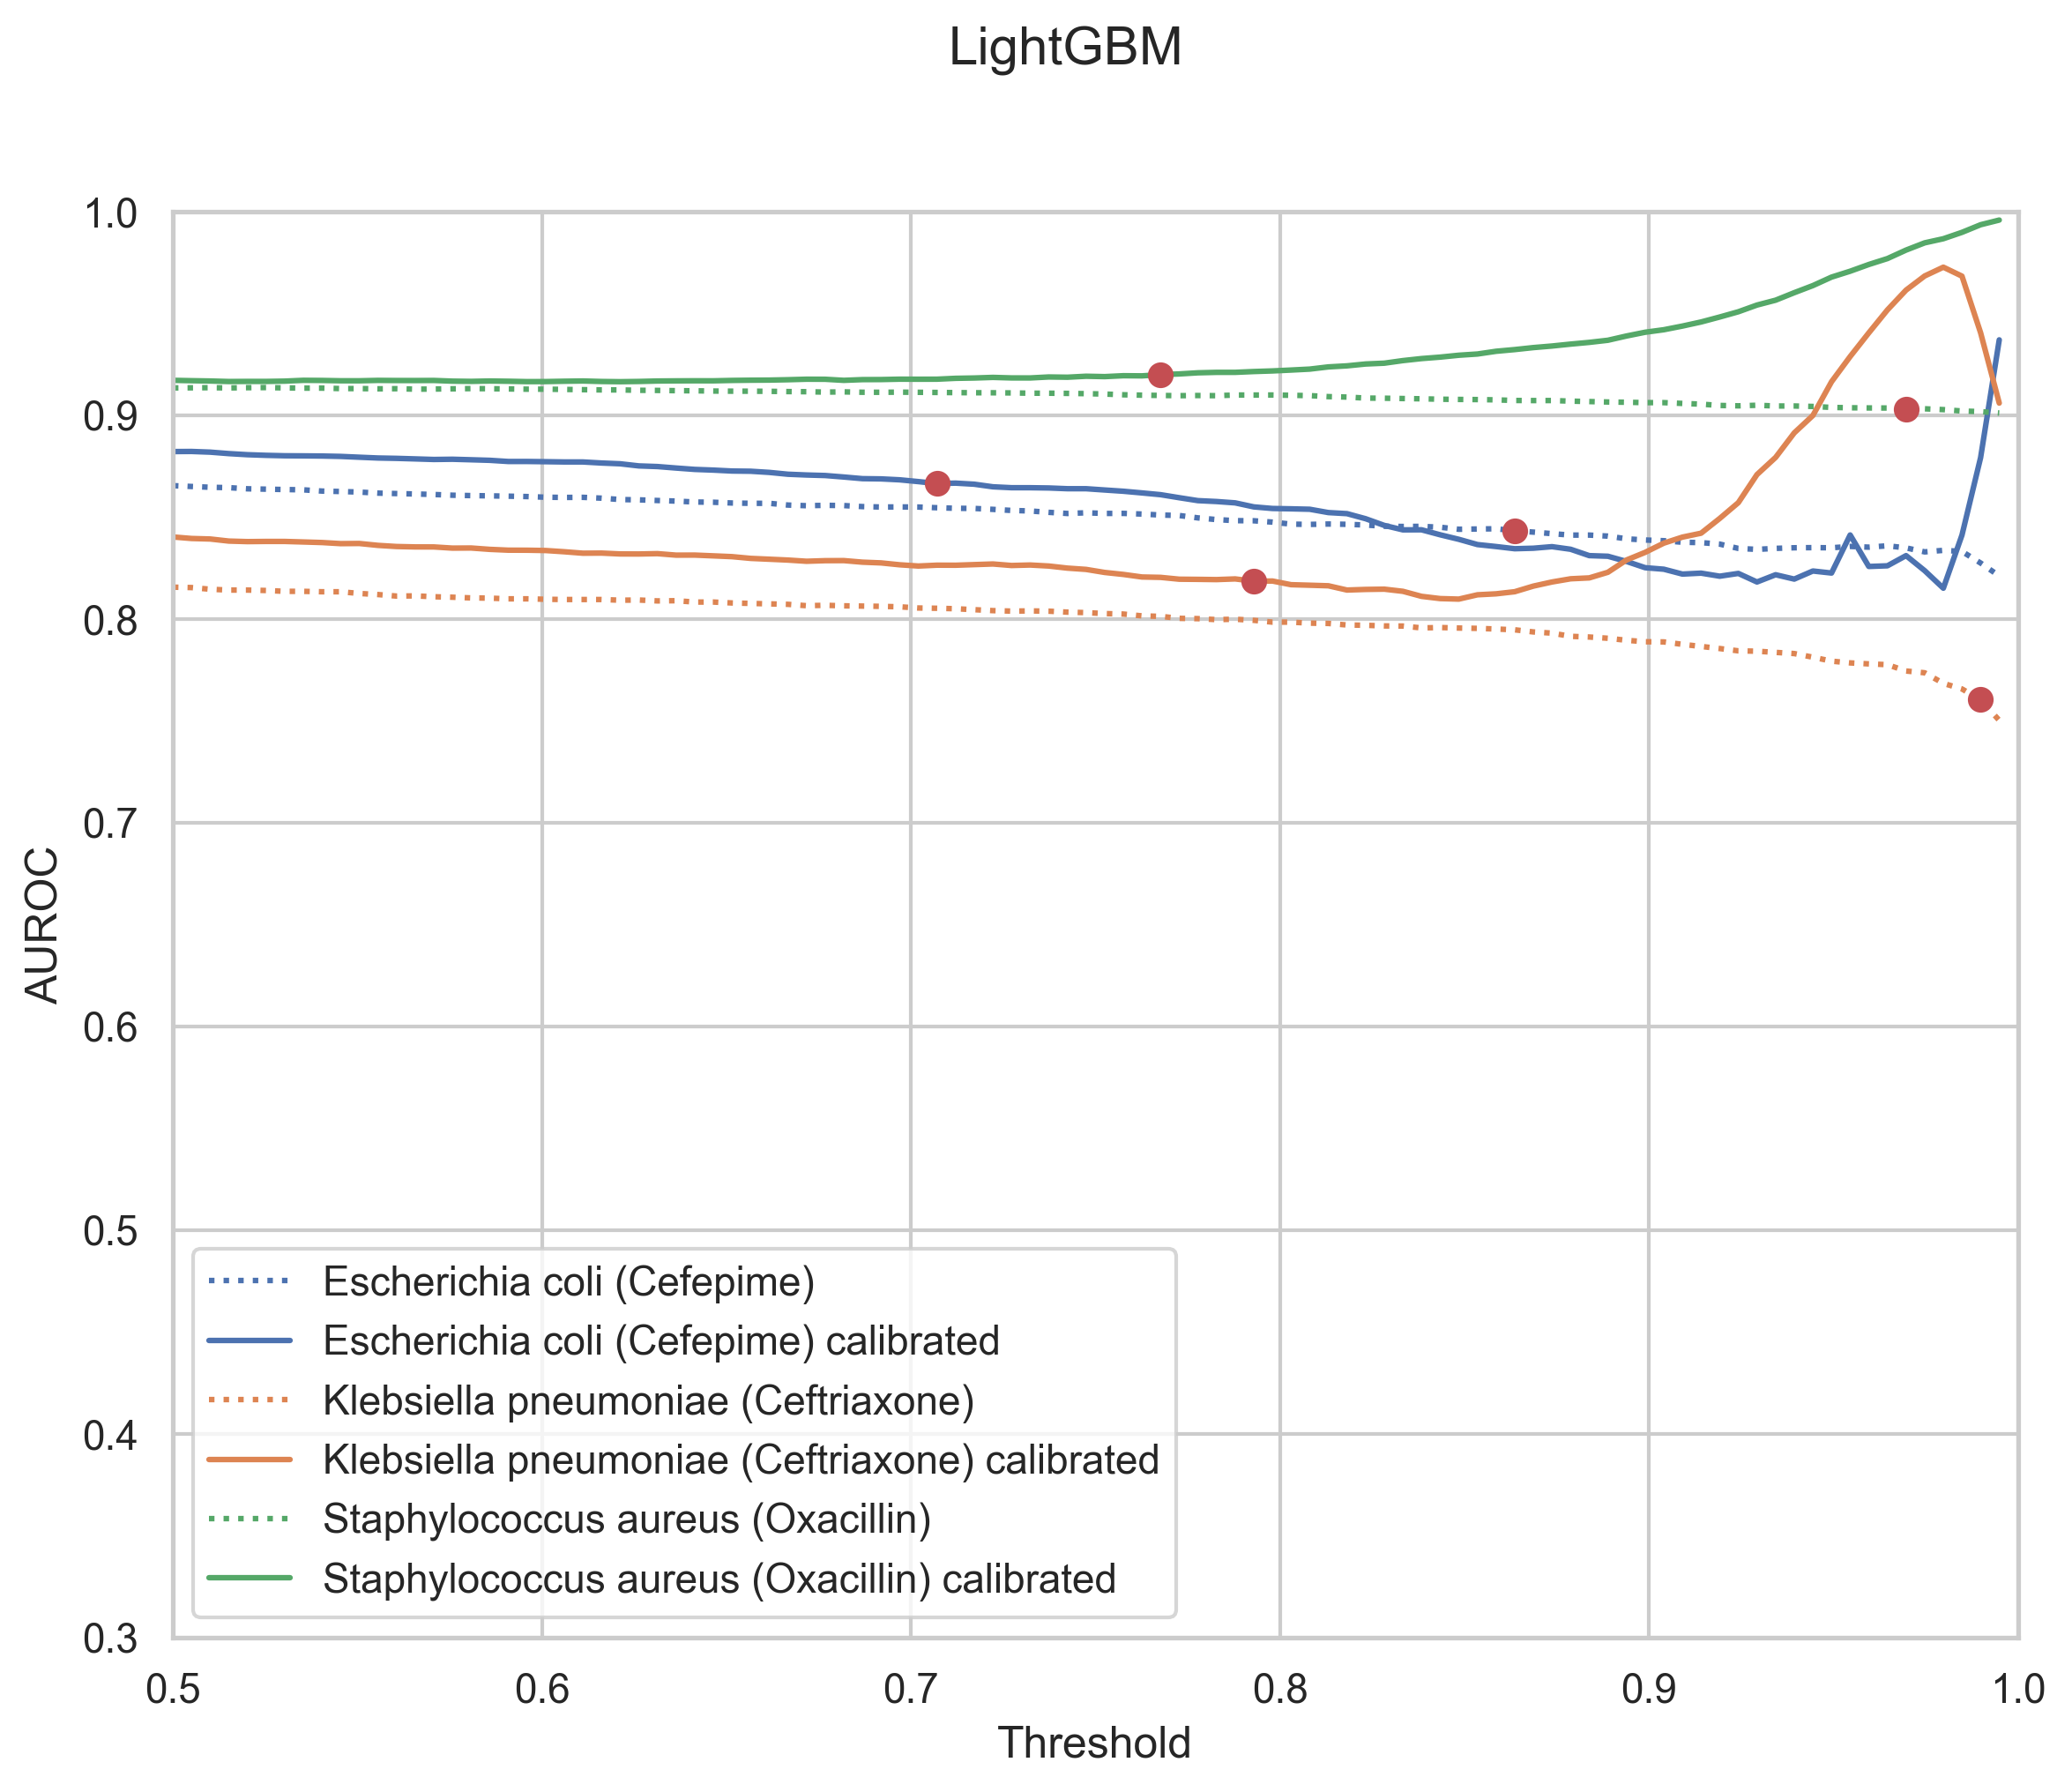 LightGBM
1.0
0.9
0.8
0.7
0.6
0.5
0.4
0.3
AUROC
Escherichia coli (Cefepime)
Escherichia coli (Cefepime) calibrated
Klebsiella pneumoniae (Ceftriaxone)
Klebsiella pneumoniae (Ceftriaxone) calibrated
Staphylococcus aureus (Oxacillin)
Staphylococcus aureus (Oxacillin) calibrated
0.5 0.6 0.7 0.8 0.9 1.0
Threshold